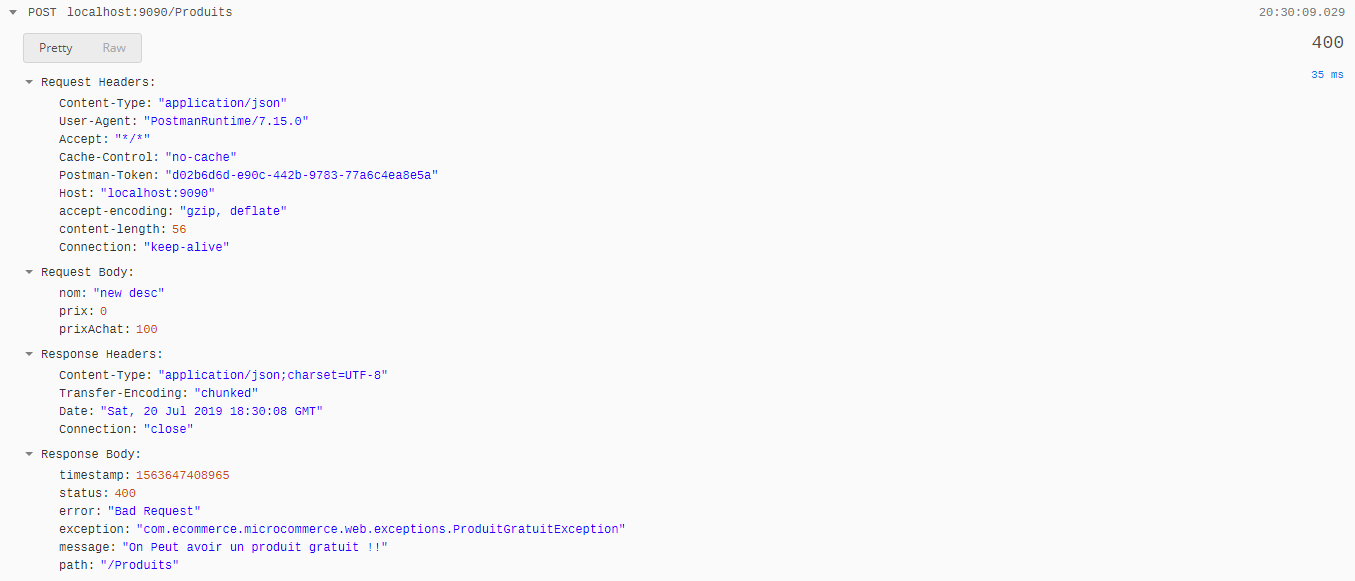 POST localhost:9090/Produits 20:30:09.029
Pretty Raw 400
35 ms
Request Headers:
Content-Type: "application/json"
User-Agent: "PostmanRuntime/7.15.0"
Accept: "*/*"
Cache-Control: "no-cache"
Postman-Token: "d02b6d6d-e90c-442b-9783-77a6c4ea8e5a"
Host: "localhost:9090"
accept-encoding: "gzip, deflate"
content-length: 56
Connection: "keep-alive"
Request Body:
nom: "new desc"
prix: 0
prixAchat: 100
Response Headers:
Content-Type: "application/json;charset=UTF-8"
Transfer-Encoding: "chunked"
Date: "Sat, 20 Jul 2019 18:30:08 GMT"
Connection: "close"
Response Body:
timestamp: 1563647408965
status: 400
error: "Bad Request"
exception: "com.ecommerce.microcommerce.web.exceptions.ProduitGratuitException"
message: "On Peut avoir un produit gratuit !!"
path: "/Produits"